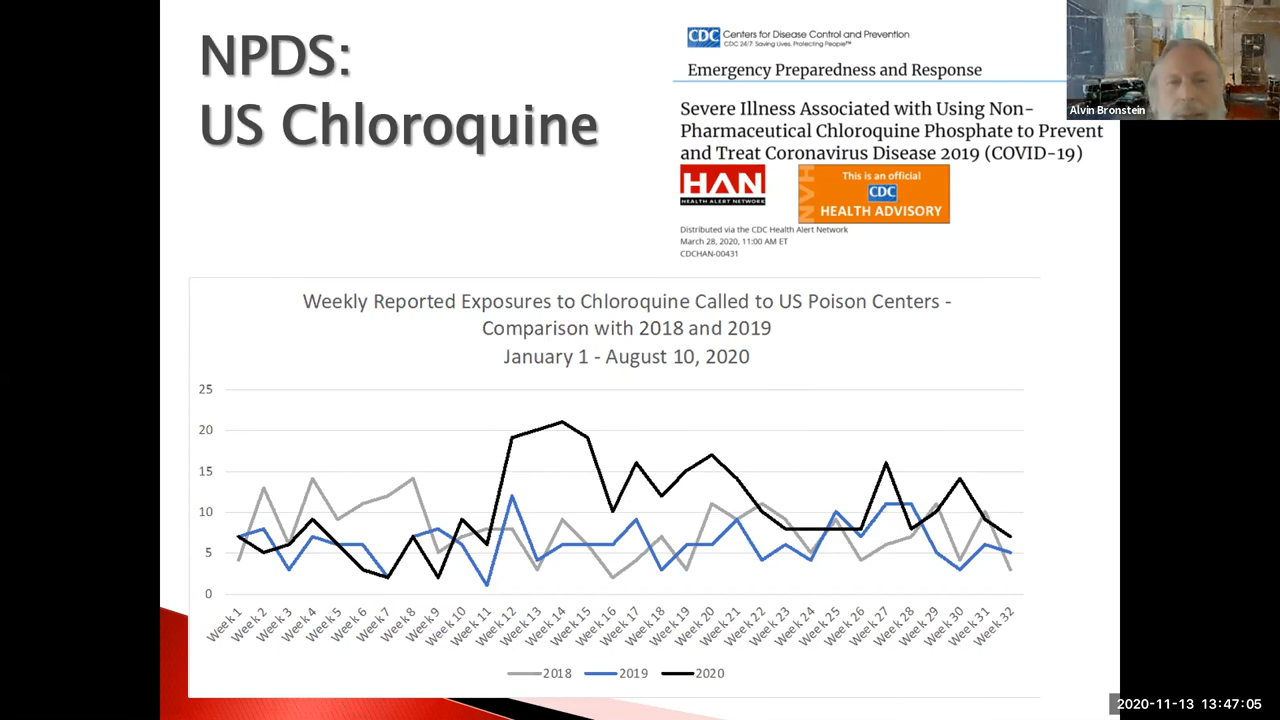 NPDS:
US Chloroquine
CDC Centers for Disease Control and Prevention
CDC 24/7: Saving Lives, Protecting People™
Emergency Preparedness and Response
Severe Illness Associated with Using Non-
Pharmaceutical Chloroquine Phosphate to Prevent
and Treat Coronavirus Disease 2019 (COVID-19)
HAN
HEALTH ALERT NETWORK
HAN
This is an official
CDC
HEALTH ADVISORY
Distributed via the CDC Health Alert Network
March 28, 2020, 11:00 AM ET
CDCHAN-00431
Alvin Bronstein
Weekly Reported Exposures to Chloroquine Called to US Poison Centers -
Comparison with 2018 and 2019
January 1 - August 10, 2020
25
20
15
10
5
0
Week 1
Week 2
Week 3
Week 4
Week 5
Week 6
Week 7
Week 8
Week 9
Week 10
Week 11
Week 12
Week 13
Week 14
Week 15
Week 16
Week 17
Week 18
Week 19
Week 20
Week 21
Week 22
Week 23
Week 24
Week 25
Week 26
Week 27
Week 28
Week 29
Week 30
Week 31
Week 32
2018 2019 2020
2020-11-13 13:47:05